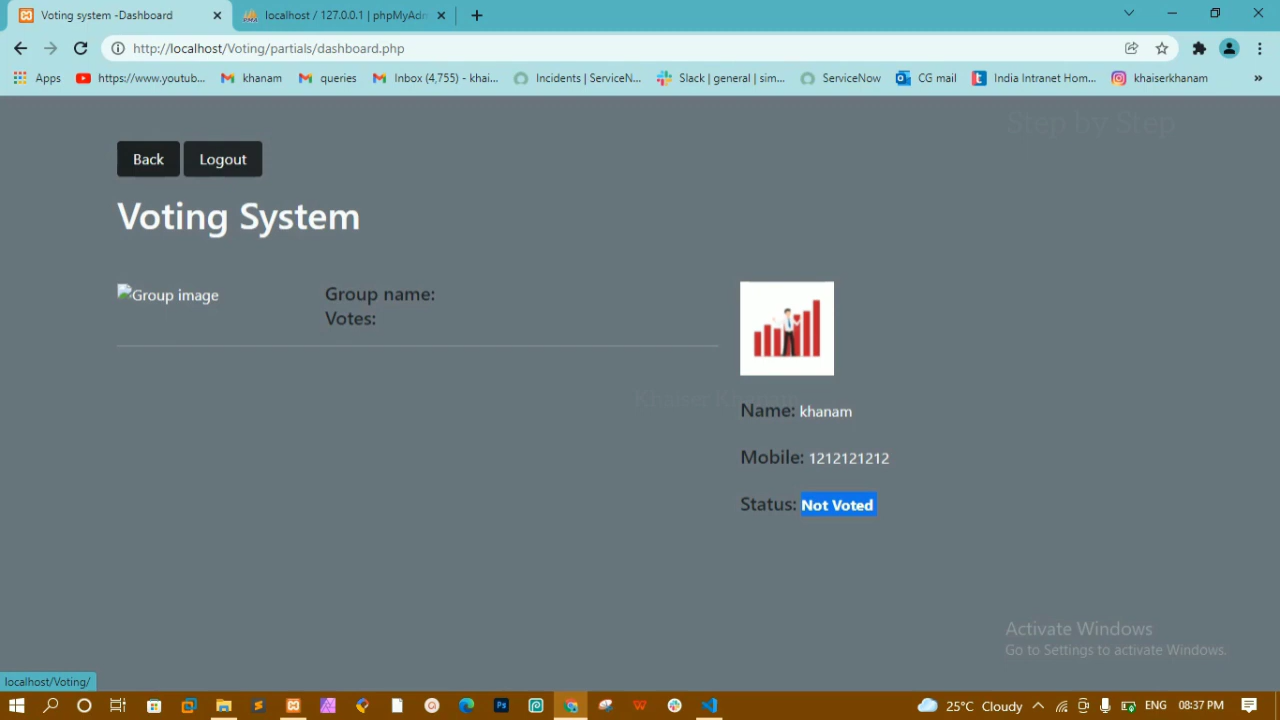 Voting system -Dashboard
localhost / 127.0.0.1 | phpMyAdm
http://localhost/Voting/partials/dashboard.php
Apps
https://www.youtub...
khanam
queries
Inbox (4,755) - khai...
Incidents | ServiceN...
Slack | general | sim...
ServiceNow
CG mail
India Intranet Hom...
khaiserkhanam
»
Step by Step
Back Logout
Voting System
Group image
Group name:
Votes:
Khaiser Khanam
Name: khanam
Mobile: 1212121212
Status: Not Voted
Activate Windows
Go to Settings to activate Windows.
localhost/Voting/
25°C Cloudy
ENG
08:37 PM